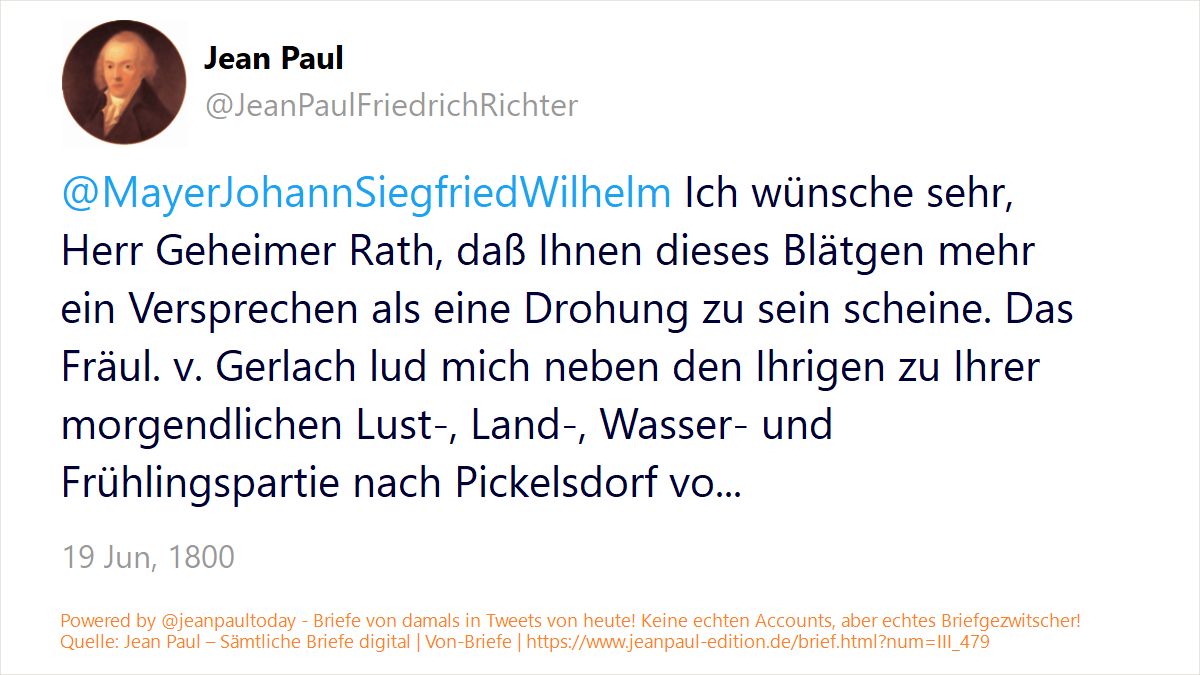 Jean Paul
@JeanPaulFriedrichRichter
@MayerJohannSiegfriedWilhelm Ich wünsche sehr,
Herr Geheimer Rath, daß Ihnen dieses Blätgen mehr
ein Versprechen als eine Drohung zu sein scheine. Das
Fräul. v. Gerlach lud mich neben den Ihrigen zu Ihrer
morgendlichen Lust-, Land-, Wasser- und
Frühlingspartie nach Pickelsdorf vo...
19 Jun, 1800
Powered by @jeanpaultoday - Briefe von damals in Tweets von heute! Keine echten Accounts, aber echtes Briefgezwitscher!
Quelle: Jean Paul – Sämtliche Briefe digital | Von-Briefe | https://www.jeanpaul-edition.de/brief.html?num=III_479